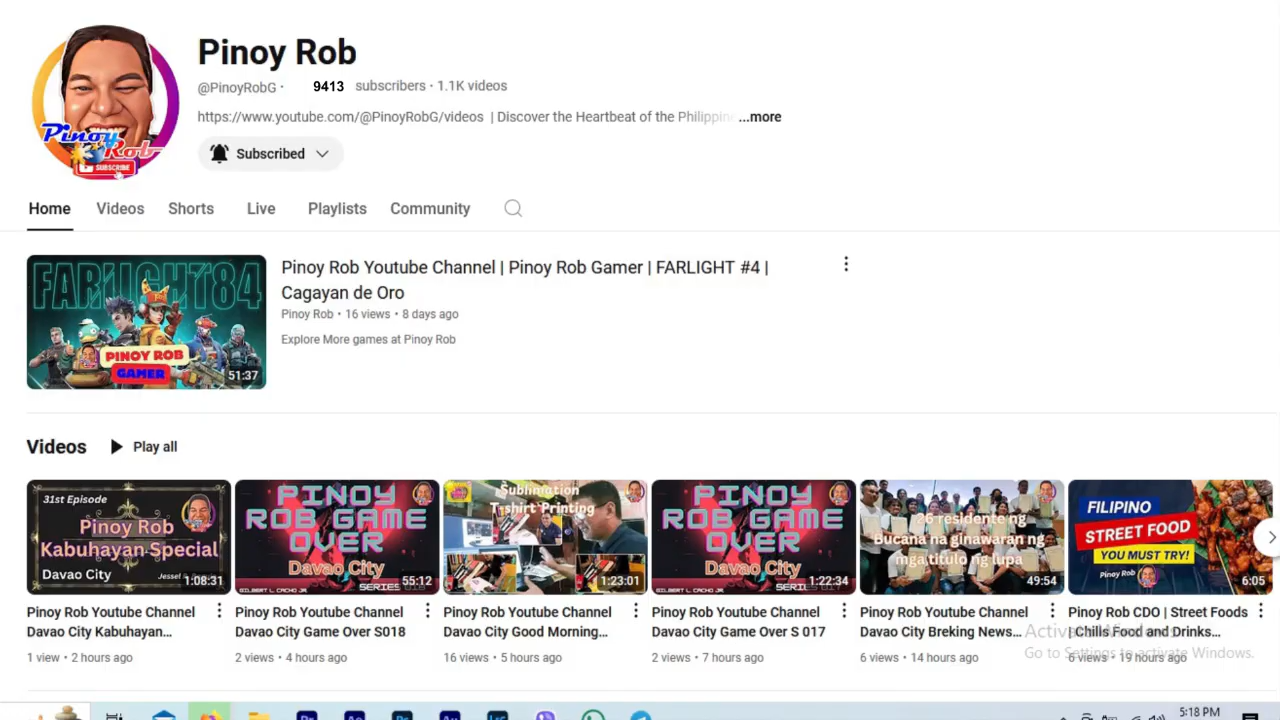 Pinoy Rob
@PinoyRobG · 9413 subscribers • 1.1K videos
https://www.youtube.com/@PinoyRobG/videos | Discover the Heartbeat of the Philippin ...more
Pinoy
Rob
SUBSCRIBE
Subscribed
Home Videos Shorts Live Playlists Community
FARLIGHT84
PINOY ROB
GAMER
51:37
Pinoy Rob Youtube Channel | Pinoy Rob Gamer | FARLIGHT #4 |
Cagayan de Oro
Pinoy Rob • 16 views • 8 days ago
Explore More games at Pinoy Rob
Videos Play all
31st Episode
Pinoy Rob
Kabuhayan Special
Davao City
1:08:31
Pinoy Rob Youtube Channel
Davao City Kabuhayan...
1 view • 2 hours ago
PINOY
ROB GAME
OVER
Davao City
SERIES
GILBERT L. CACHO JR.
55:12
Pinoy Rob Youtube Channel
Davao City Game Over S018
2 views • 4 hours ago
Sublimation
T-shirt Printing
1:23:01
Pinoy Rob Youtube Channel
Davao City Good Morning...
16 views • 5 hours ago
PINOY
ROB GAME
OVER
Davao City
SERIES
GILBERT L. CACHO JR.
1:22:34
Pinoy Rob Youtube Channel
Davao City Game Over S 017
2 views • 7 hours ago
26 residente ng
Bucana na ginawaran ng
mga titulo ng lupa
49:54
Pinoy Rob Youtube Channel
Davao City Breking News...
6 views • 14 hours ago
FILIPINO
STREET FOOD
YOU MUST TRY!
Pinoy Rob
6:05
Pinoy Rob CDO | Street Foods
| Chills Food and Drinks...
6 views • 19 hours ago
Activate Windows
Go to Settings to activate Windows.
5:18 PM